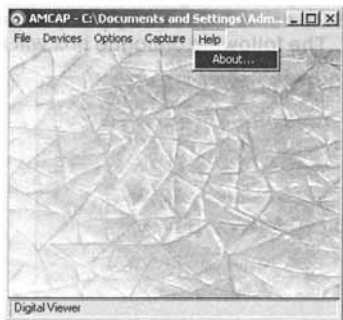 AMCAP - C:\Documents and Settings\Adm...
File Devices Options Capture Help
About...
Digital Viewer